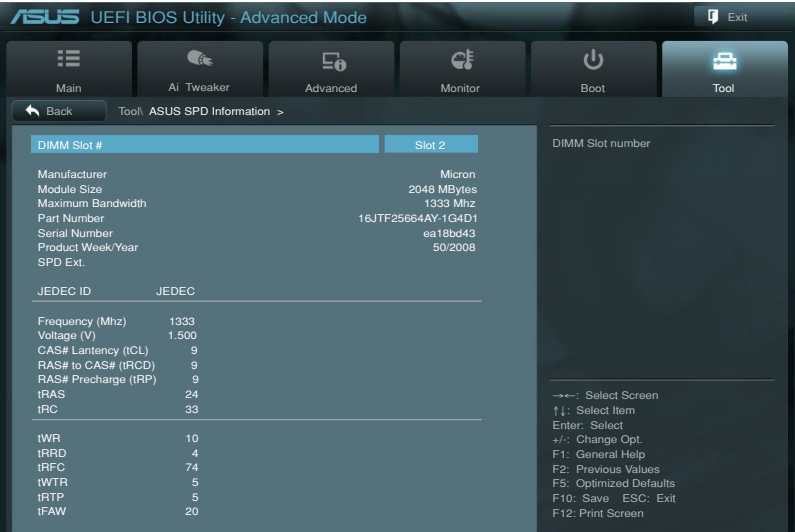 ASUS UEFI BIOS Utility - Advanced Mode
Exit
Main Ai Tweaker Advanced Monitor Boot Tool
Back Tool\ ASUS SPD Information >
DIMM Slot # Slot 2
DIMM Slot number
Manufacturer Micron
Module Size 2048 MBytes
Maximum Bandwidth 1333 Mhz
Part Number 16JTF25664AY-1G4D1
Serial Number ea18bd43
Product Week/Year 50/2008
SPD Ext.
JEDEC ID JEDEC
Frequency (Mhz) 1333
Voltage (V) 1.500
CAS# Lantency (tCL) 9
RAS# to CAS# (tRCD) 9
RAS# Precharge (tRP) 9
tRAS 24
tRC 33
tWR 10
tRRD 4
tRFC 74
tWTR 5
tRTP 5
tFAW 20
→←: Select Screen
↑↓: Select Item
Enter: Select
+/-: Change Opt.
F1: General Help
F2: Previous Values
F5: Optimized Defaults
F10: Save ESC: Exit
F12: Print Screen